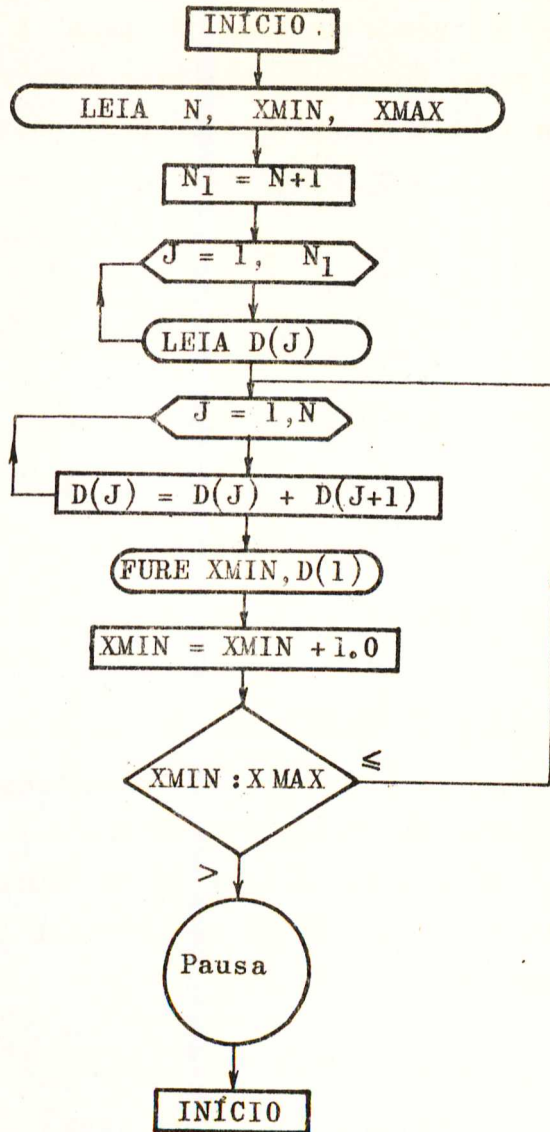 INÍCIO.
LEIA N, XMIN, XMAX
N1 = N+1
J = 1, N1
LEIA D(J)
J = 1,N
D(J) = D(J) + D(J+1)
FURE XMIN,D(1)
XMIN = XMIN +1.0
XMIN : X MAX
≤
>
Pausa
INÍCIO